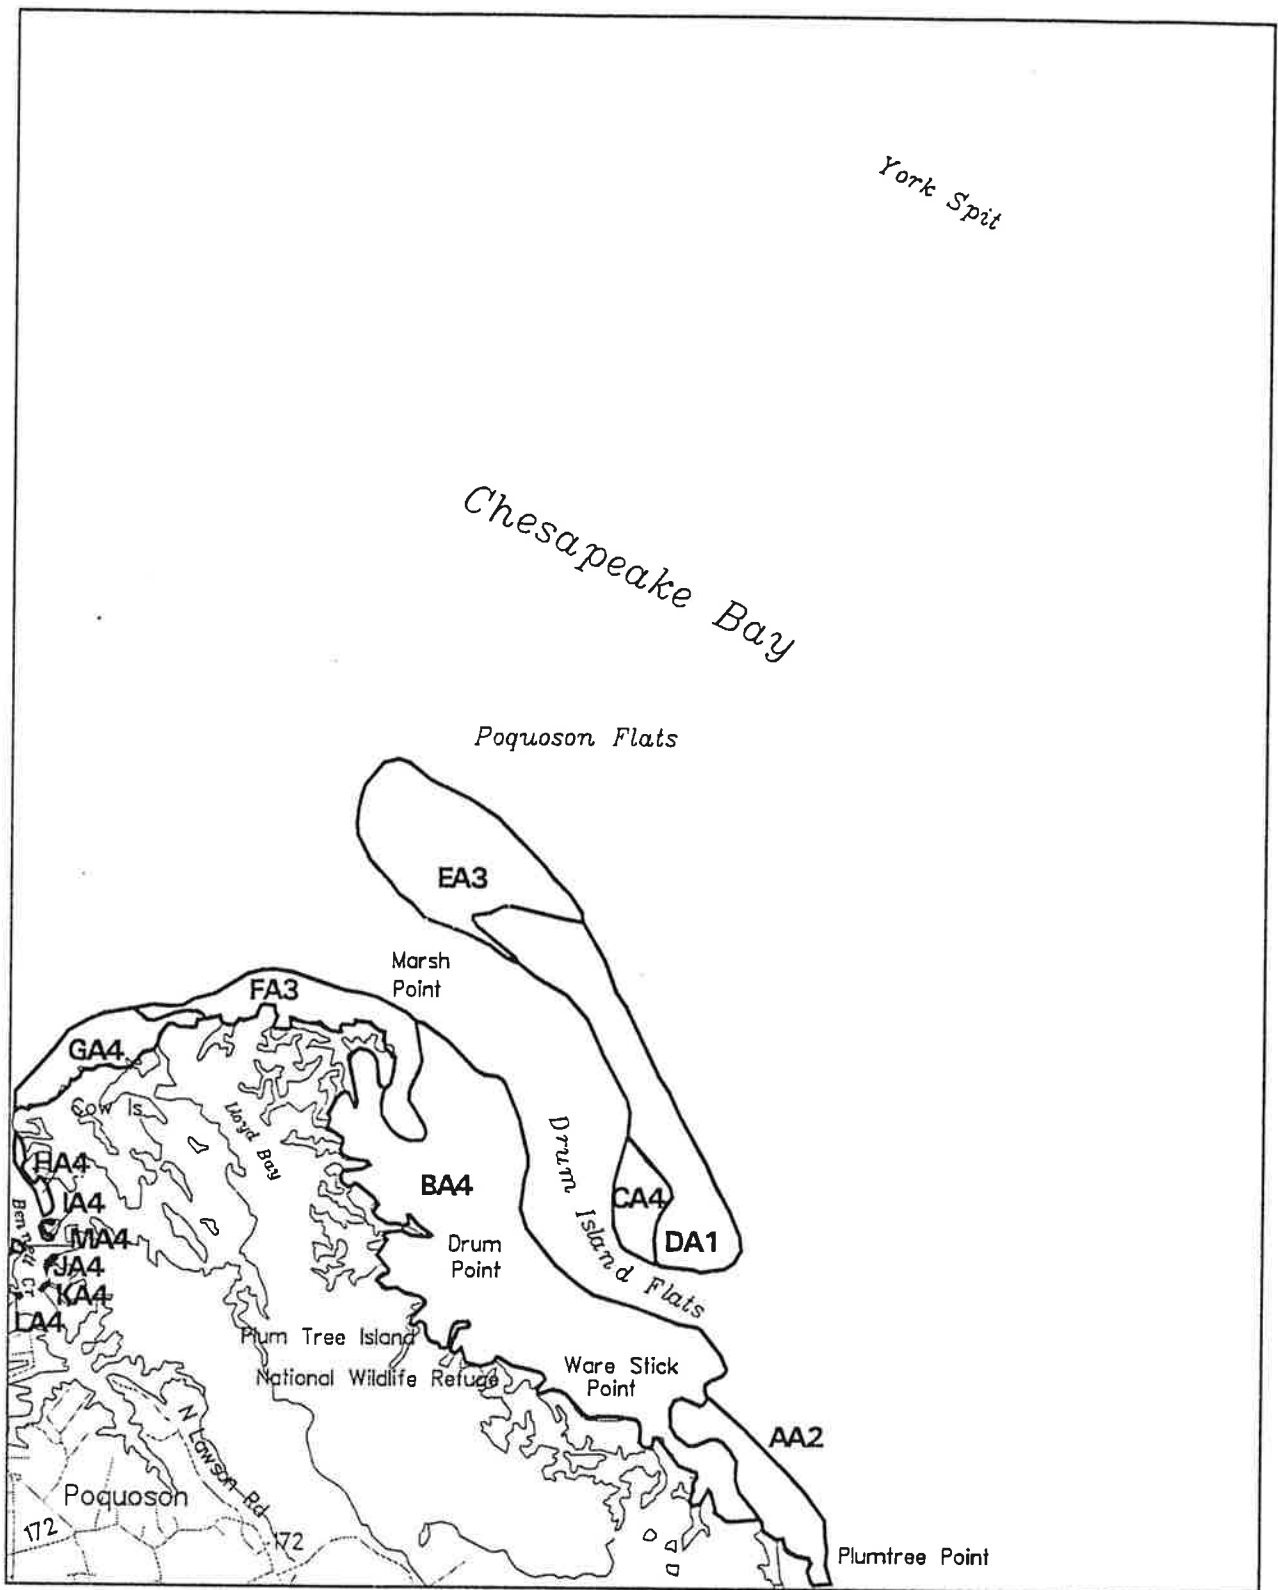 York Spit
Chesapeake Bay
Poquoson Flats
EA3
Marsh
Point
FA3
GA4
Cow Is.
Lloyd Bay
Drum Island Flats
HA4
BA4
IA4
CA4
Bennett Cr
MA4
DA1
Drum
Point
JA4
KA4
LA4
Plum Tree Island
National Wildlife Refuge
Ware Stick
Point
AA2
N Lawson Rd
Poquoson
172
172
Plumtree Point